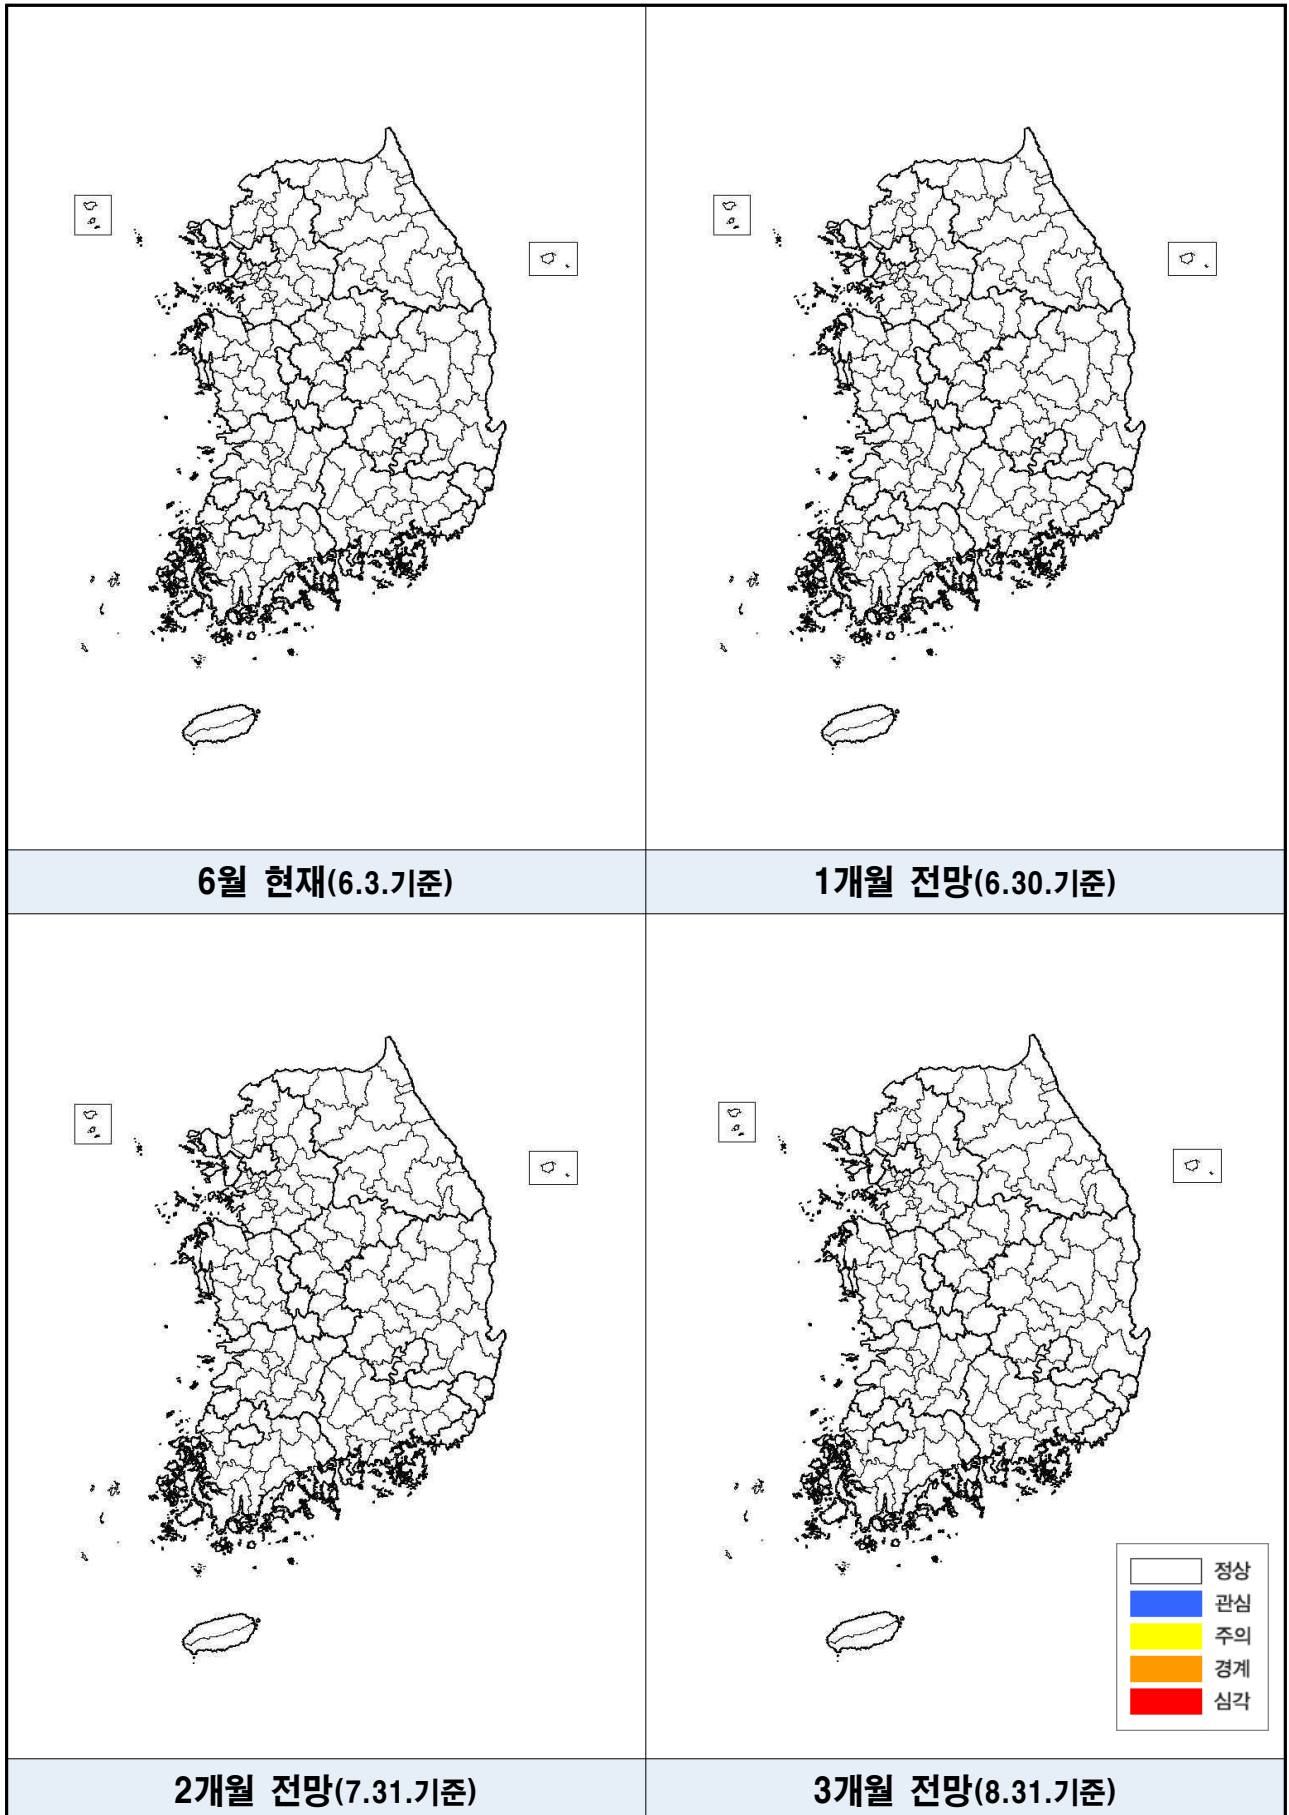 6월 현재(6.3.기준)
1개월 전망(6.30.기준)
정상
관심
주의
경계
심각
2개월 전망(7.31.기준)
3개월 전망(8.31.기준)